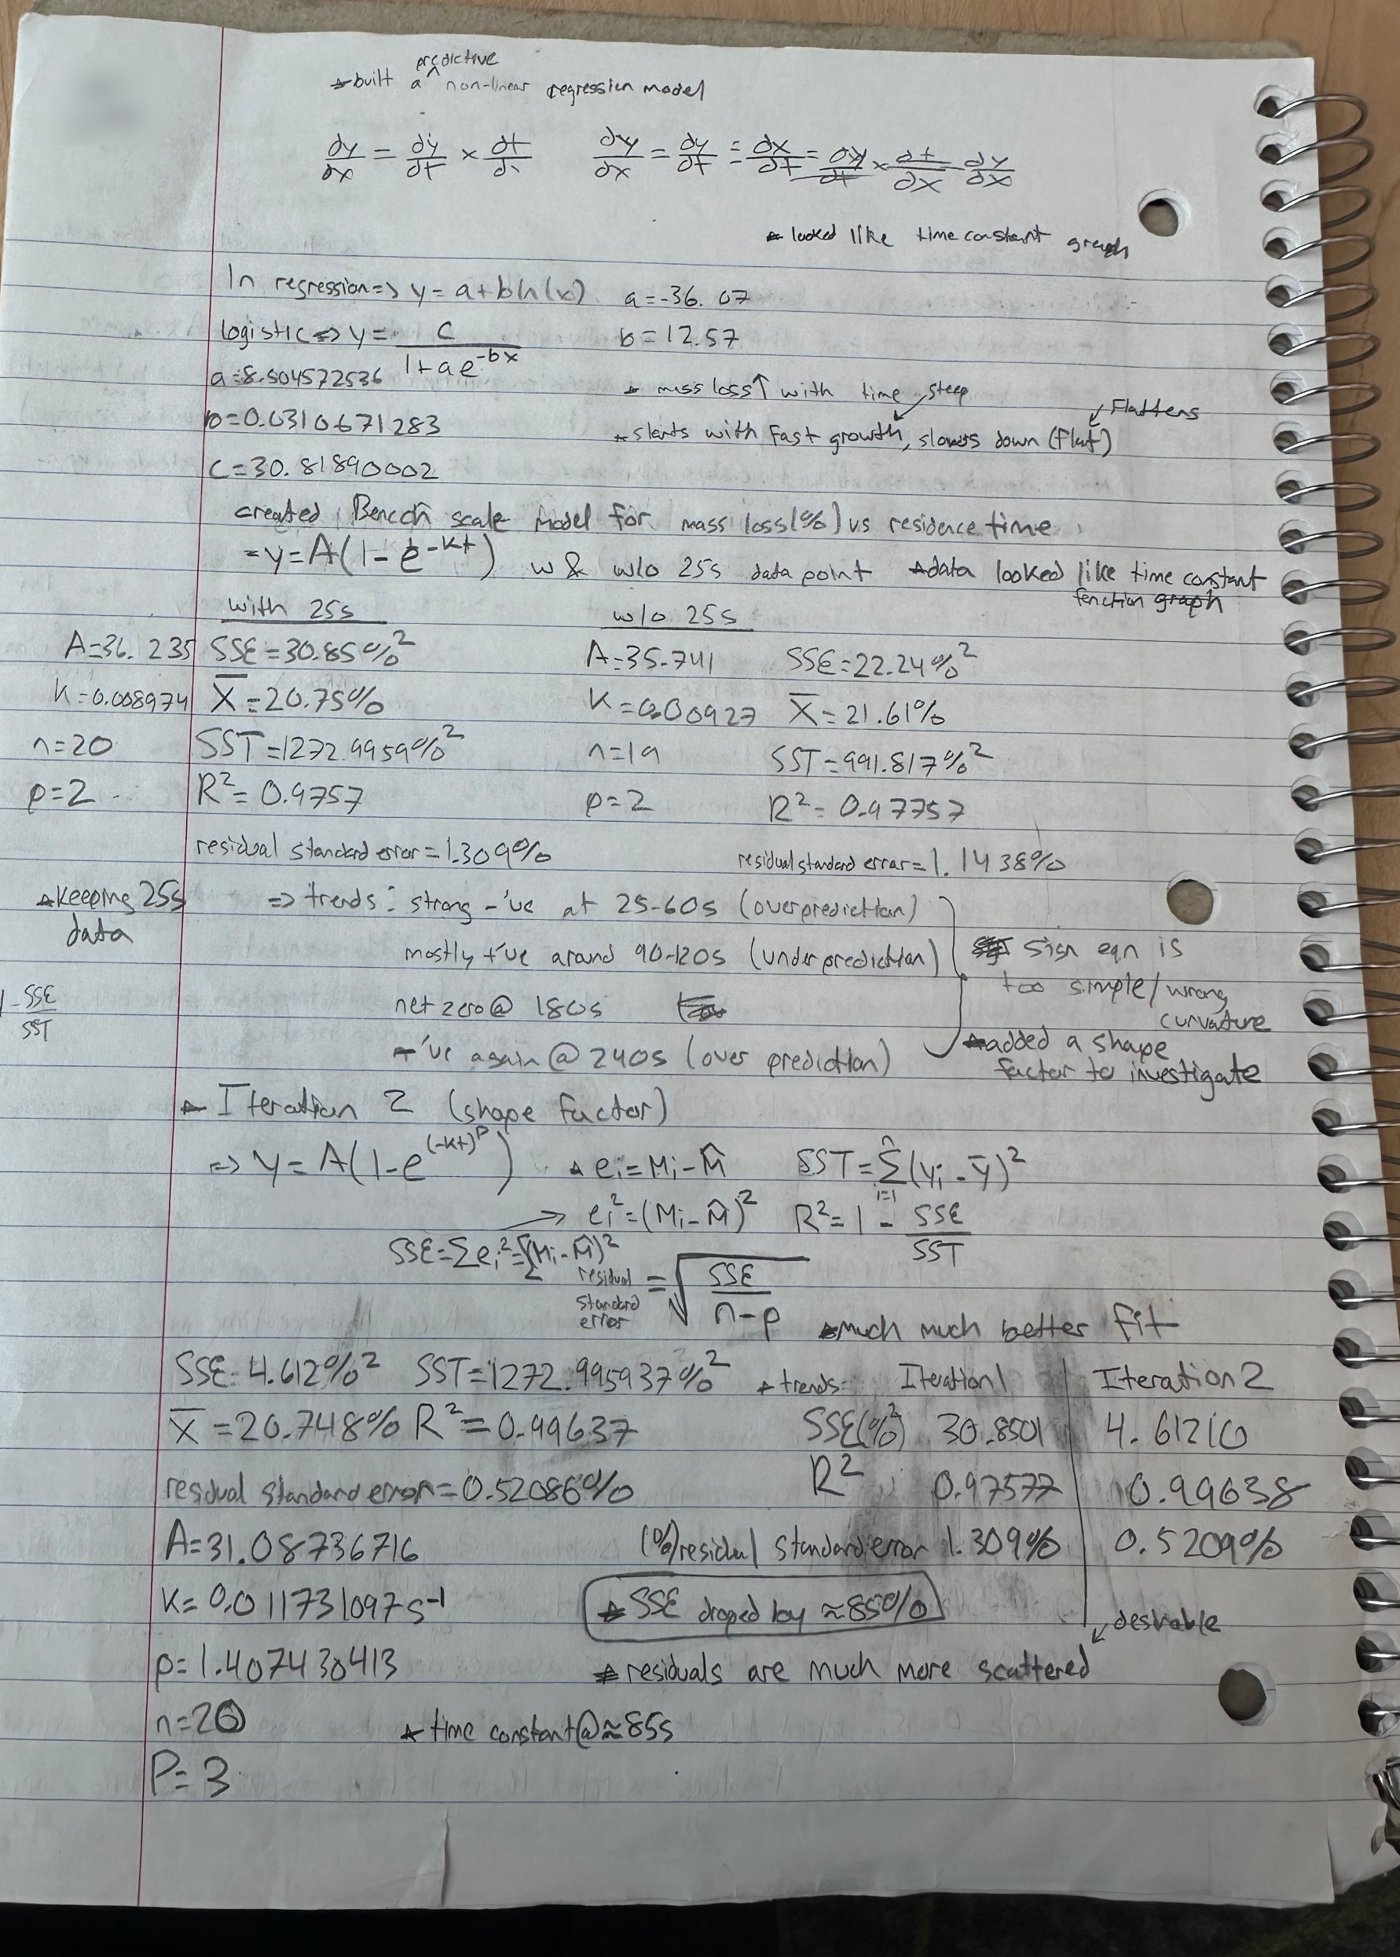 predictive
*built a ^ non-linear regression model
dy/dx = dy/dt × dt/dx dy/dx = dy/dt ÷ dx/dt = dy/dt × dt/dx = dy/dx
* looked like time constant graph
ln regression => y = a + b ln(x) a = -36.07
logistic => y = c/(1+ae^-bx) b = 12.57
a = 8.504572536
* mass loss↑ with time steep
b = 0.0310671283 Flattens
* starts with fast growth, slows down (flat)
c = 30.81890002
created Bench scale model for mass loss(%) vs residence time
= y = A(1 - e^-kt) w & w/o 25s data point *data looked like time constant
function graph
with 25s w/o 25s
A = 36.235 SSE = 30.85%² A = 35.741 SSE = 22.24%²
K = 0.008974 X̄ = 20.75% K = 0.00927 X̄ = 21.61%
n = 20 SST = 1272.9959%² n = 19 SST = 991.817%²
p = 2 R² = 0.9757 p = 2 R² = 0.97757
residual standard error = 1.309% residual standard error = 1.1438%
*keeping 25s data => trends: strong -'ve at 25-60s (overprediction)
mostly +'ve around 90-120s (underprediction) sign eqn is
too simple/wrong
curvature
1 - SSE/SST net zero @ 180s
-'ve again @ 240s (over prediction) *added a shape
factor to investigate
* Iteration 2 (shape factor)
=> y = A(1 - e^(-kt)^p) * ei = Mi - M̂ SST = Σ(i=1 to n) (yi - ȳ)²
-> ei² = (Mi - M̂)² R² = 1 - SSE/SST
SSE = Σei² = Σ(Mi - M̂)²
residual standard error = √(SSE/(n-p))
*much much better fit
SSE = 4.612%² SST = 1272.995937%² * trends: Iteration 1 Iteration 2
X̄ = 20.748% R² = 0.99637 SSE(%²) 30.8501 4.61210
residual standard error = 0.52086% R² 0.97577 0.99638
A = 31.08736716 (%)residual standard error 1.309% 0.5209%
K = 0.011731097 s⁻¹ * SSE droped by ≈85%
desirable
p = 1.407430413 * residuals are much more scattered
n = 20 * time constant @ ≈85s
P = 3